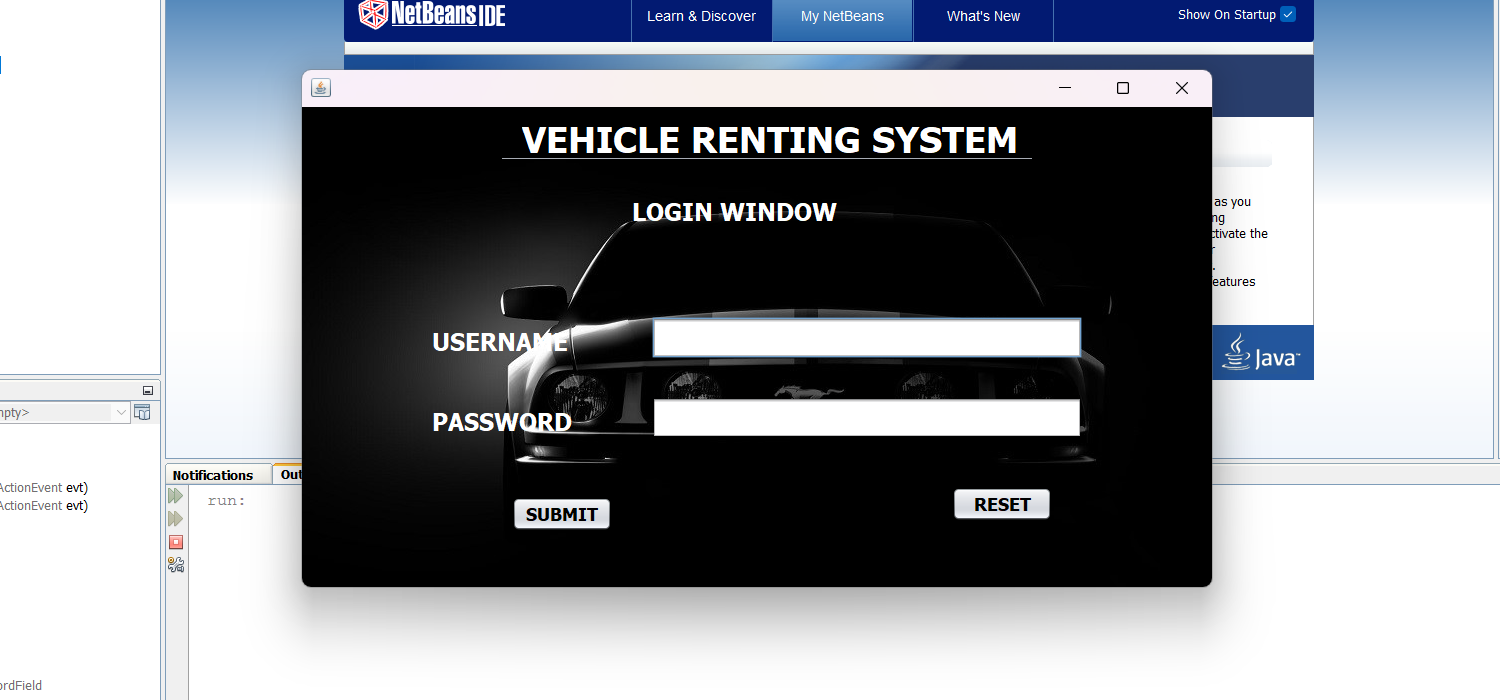 NetBeans IDE
Learn & Discover
My NetBeans
What's New
Show On Startup
VEHICLE RENTING SYSTEM
LOGIN WINDOW
USERNAME
PASSWORD
SUBMIT
RESET
as you
ng
ctivate the
r
.
eatures
Java™
npty>
ActionEvent evt)
ActionEvent evt)
ordField
Notifications
Out
run: